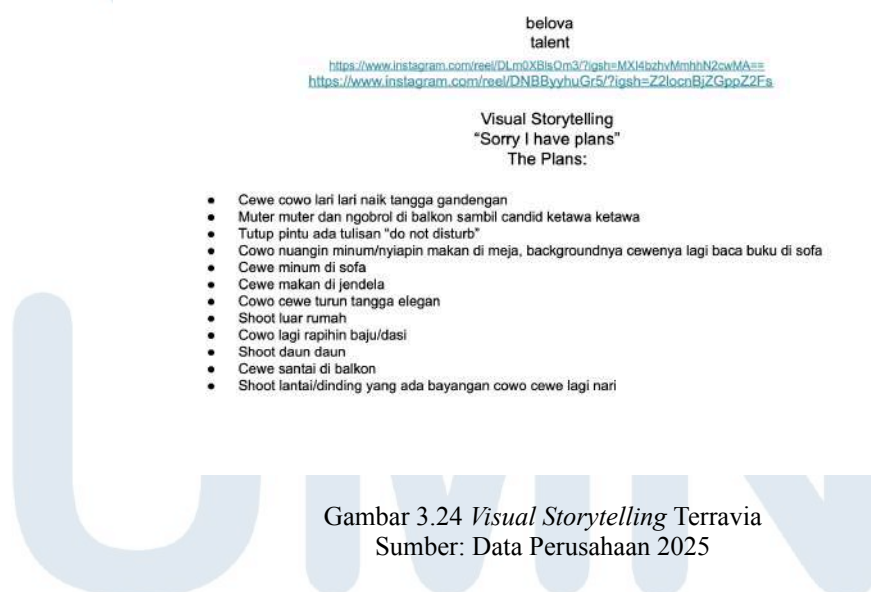 belova
talent
https://www.instagram.com/reel/DLm0XBlsOm3/?igsh=MXI4bzhvMmhhN2cwMA==
https://www.instagram.com/reel/DNBByyhuGr5/?igsh=Z2locnBjZGppZ2Fs
Visual Storytelling
“Sorry I have plans”
The Plans:
● Cewe cowo lari lari naik tangga gandengan
● Muter muter dan ngobrol di balkon sambil candid ketawa ketawa
● Tutup pintu ada tulisan “do not disturb”
● Cowo nuangin minum/nyiapin makan di meja, backgroundnya cewenya lagi baca buku di sofa
● Cewe minum di sofa
● Cewe makan di jendela
● Cowo cewe turun tangga elegan
● Shoot luar rumah
● Cowo lagi rapihin baju/dasi
● Shoot daun daun
● Cewe santai di balkon
● Shoot lantai/dinding yang ada bayangan cowo cewe lagi nari
Gambar 3.24 Visual Storytelling Terravia
Sumber: Data Perusahaan 2025